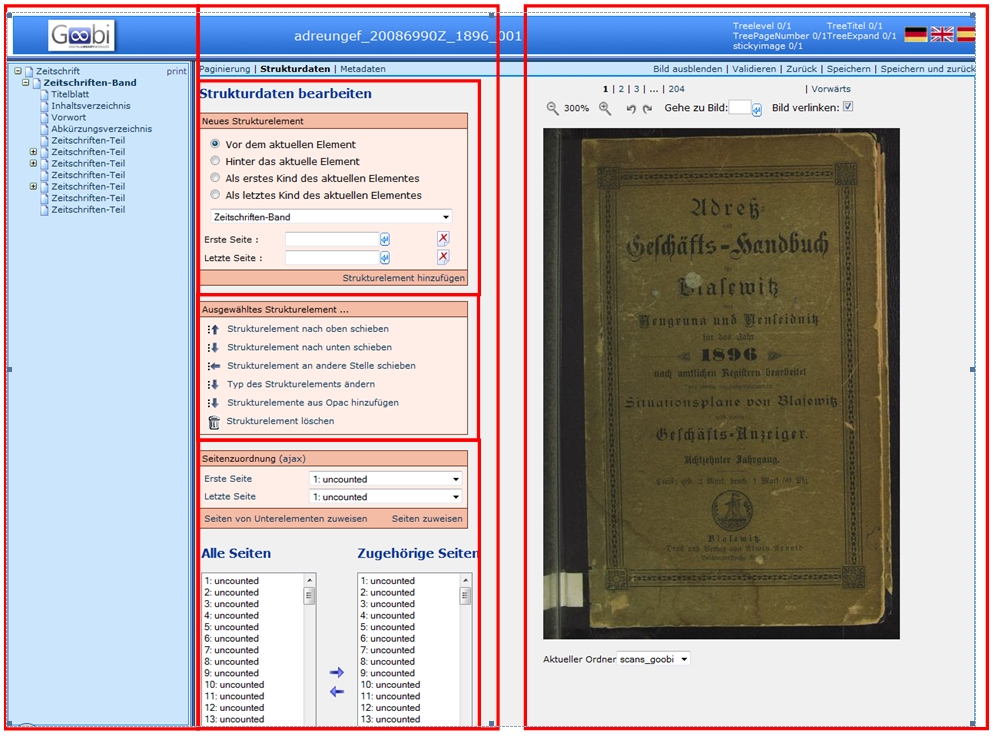 Goobi
adreungef_20086990Z_1896_001
Treelevel 0/1 TreeTitel 0/1
TreePageNumber 0/1 TreeExpand 0/1
stickyimage 0/1
Zeitschrift print
Zeitschriften-Band
Titelblatt
Inhaltsverzeichnis
Vorwort
Abkürzungsverzeichnis
Zeitschriften-Teil
Zeitschriften-Teil
Zeitschriften-Teil
Zeitschriften-Teil
Zeitschriften-Teil
Zeitschriften-Teil
Zeitschriften-Teil
Paginierung | Strukturdaten | Metadaten
Strukturdaten bearbeiten
Neues Strukturelement
Vor dem aktuellen Element
Hinter das aktuelle Element
Als erstes Kind des aktuellen Elementes
Als letztes Kind des aktuellen Elementes
Zeitschriften-Band
Erste Seite :
Letzte Seite :
Strukturelement hinzufügen
Ausgewähltes Strukturelement ...
Strukturelement nach oben schieben
Strukturelement nach unten schieben
Strukturelement an andere Stelle schieben
Typ des Strukturelements ändern
Strukturelemente aus Opac hinzufügen
Strukturelement löschen
Seitenzuordnung (ajax)
Erste Seite 1: uncounted
Letzte Seite 1: uncounted
Seiten von Unterelementen zuweisen Seiten zuweisen
Alle Seiten
1: uncounted
2: uncounted
3: uncounted
4: uncounted
5: uncounted
6: uncounted
7: uncounted
8: uncounted
9: uncounted
10: uncounted
11: uncounted
12: uncounted
13: uncounted
Zugehörige Seiten
1: uncounted
2: uncounted
3: uncounted
4: uncounted
5: uncounted
6: uncounted
7: uncounted
8: uncounted
9: uncounted
10: uncounted
11: uncounted
12: uncounted
13: uncounted
Bild ausblenden | Validieren | Zurück | Speichern | Speichern und zurück
1 | 2 | 3 | ... | 204 | Vorwärts
300% Gehe zu Bild: Bild verlinken:
Adreß-
und
Geschäfts-Handbuch
für
Blasewitz
mit
Neugruna und Neuseidnitz
für das Jahr
1896
nach amtlichen Registern bearbeitet
Situationsplane von Blasewitz
Geschäfts-Anzeiger.
Achtzehnter Jahrgang.
Blasewitz
Druck und Verlag von Alwin Arnold
Aktueller Ordner scans_goobi